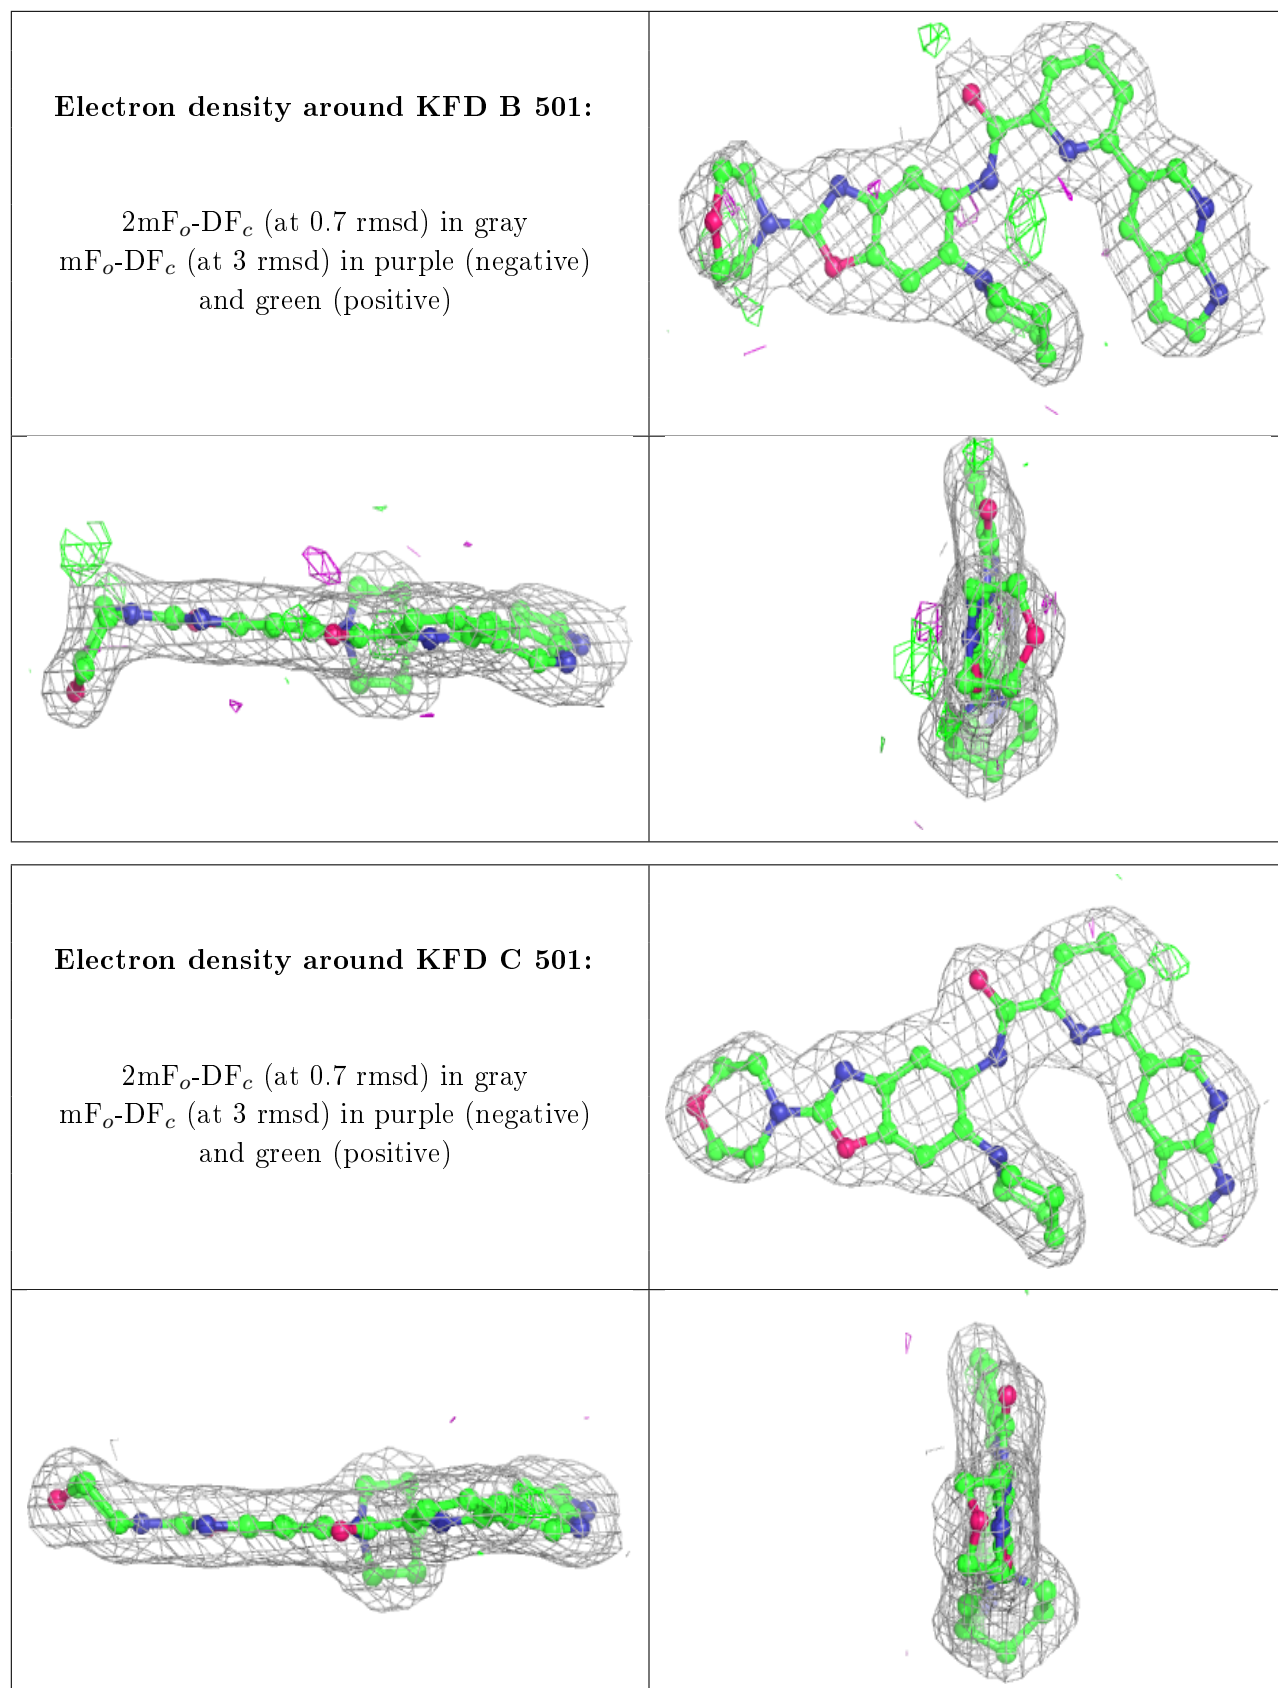 Electron density around KFD B 501:
2mFo-DFc (at 0.7 rmsd) in gray
mFo-DFc (at 3 rmsd) in purple (negative)
and green (positive)
Electron density around KFD C 501:
2mFo-DFc (at 0.7 rmsd) in gray
mFo-DFc (at 3 rmsd) in purple (negative)
and green (positive)